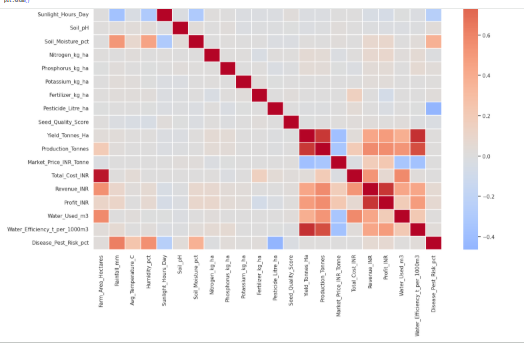 Sunlight_Hours_Day
Soil_pH
Soil_Moisture_pct
Nitrogen_kg_ha
Phosphorus_kg_ha
Potassium_kg_ha
Fertilizer_kg_ha
Pesticide_Litre_ha
Seed_Quality_Score
Yield_Tonnes_Ha
Production_Tonnes
Market_Price_INR_Tonne
Total_Cost_INR
Revenue_INR
Profit_INR
Water_Used_m3
Water_Efficiency_t_per_1000m3
Disease_Pest_Risk_pct
Farm_Area_Hectares
Rainfall_mm
Avg_Temperature_C
Humidity_pct
Sunlight_Hours_Day
Soil_pH
Soil_Moisture_pct
Nitrogen_kg_ha
Phosphorus_kg_ha
Potassium_kg_ha
Fertilizer_kg_ha
Pesticide_Litre_ha
Seed_Quality_Score
Yield_Tonnes_Ha
Production_Tonnes
Market_Price_INR_Tonne
Total_Cost_INR
Revenue_INR
Profit_INR
Water_Used_m3
Water_Efficiency_t_per_1000m3
Disease_Pest_Risk_pct
0.6
0.4
0.2
0.0
-0.2
-0.4